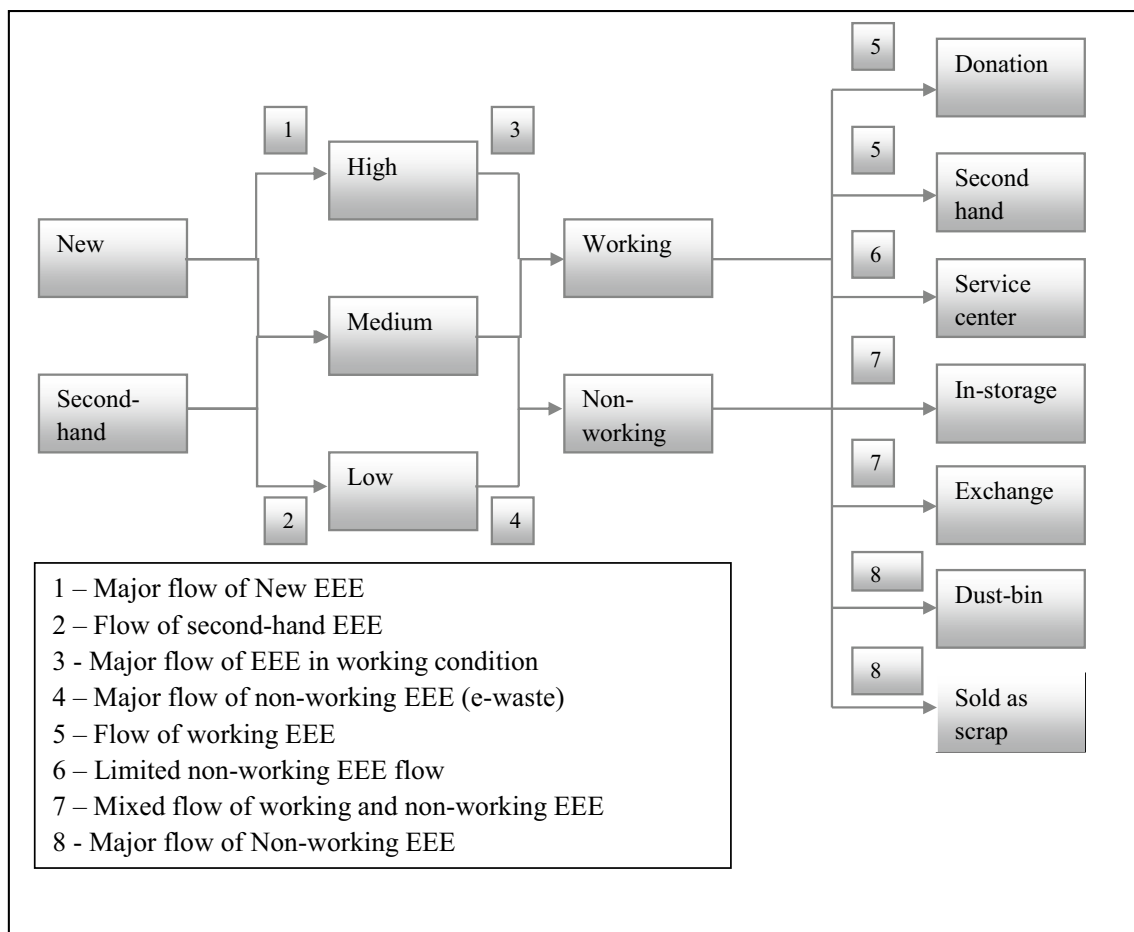 5
Donation
1
3
High
5
Second
hand
New
Working
6
Service
center
Medium
7
Second-
hand
Non-
working
In-storage
Low
7
Exchange
2
4
8
Dust-bin
8
Sold as
scrap
1 – Major flow of New EEE
2 – Flow of second-hand EEE
3 - Major flow of EEE in working condition
4 – Major flow of non-working EEE (e-waste)
5 – Flow of working EEE
6 – Limited non-working EEE flow
7 – Mixed flow of working and non-working EEE
8 - Major flow of Non-working EEE